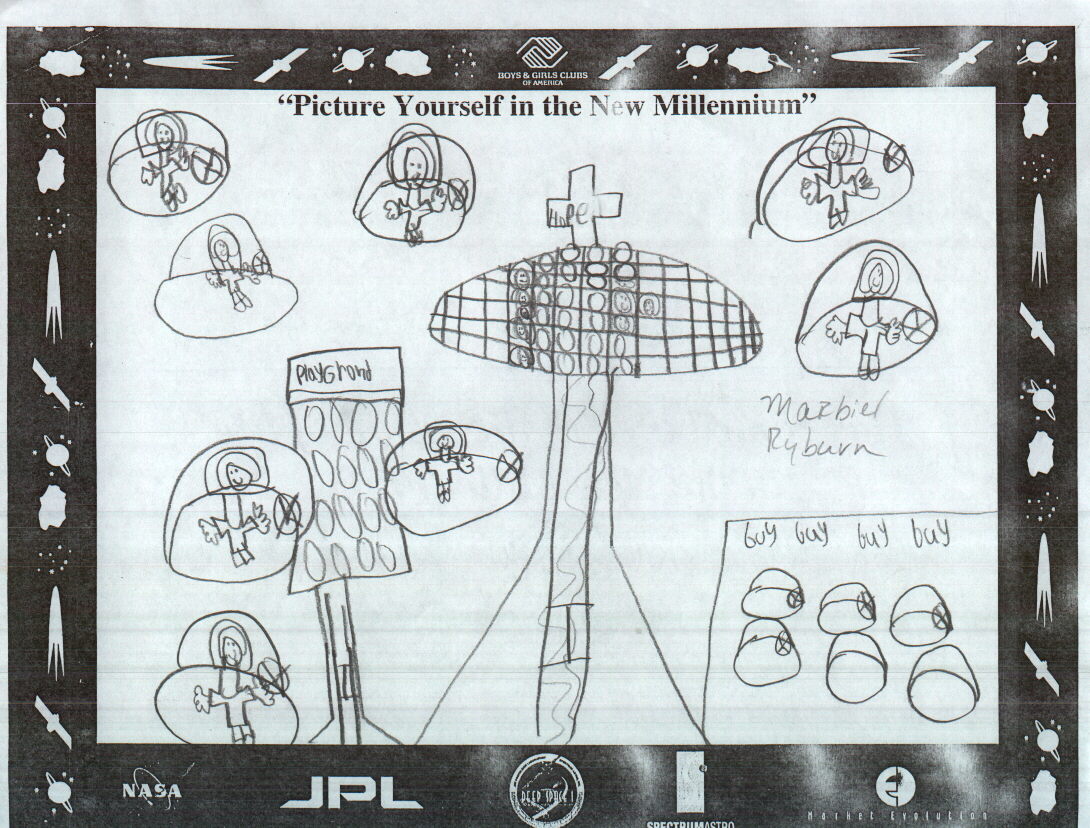 BOYS & GIRLS CLUBS
OF AMERICA
“Picture Yourself in the New Millennium”
HOPE
PlayGrond
Marbiel
Ryburn
buy buy buy buy
NASA
JPL
DEEP SPACE 1
SPECTRUMASTRO
Market Evolution